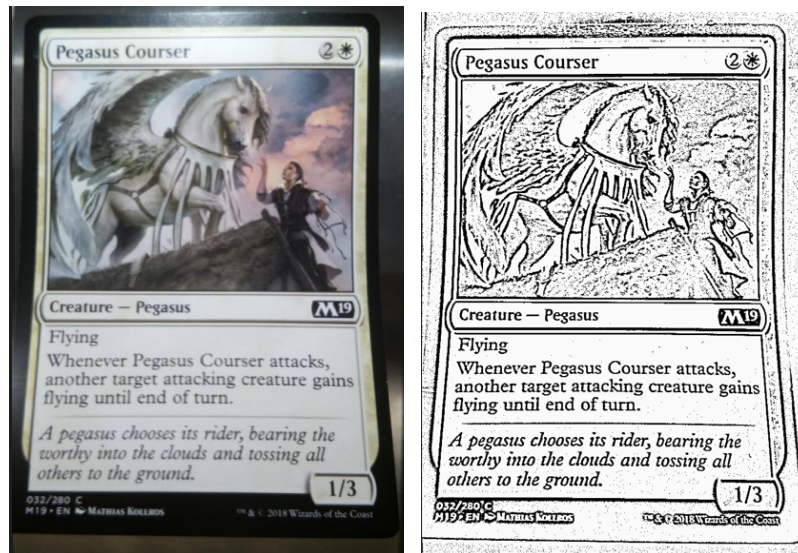 Pegasus Courser 2
Creature — Pegasus M19
Flying
Whenever Pegasus Courser attacks,
another target attacking creature gains
flying until end of turn.
A pegasus chooses its rider, bearing the
worthy into the clouds and tossing all
others to the ground.
1/3
032/280 C
M19 • EN Mathias Kollros
™ & © 2018 Wizards of the Coast
Pegasus Courser 2
Creature — Pegasus M19
Flying
Whenever Pegasus Courser attacks,
another target attacking creature gains
flying until end of turn.
A pegasus chooses its rider, bearing the
worthy into the clouds and tossing all
others to the ground.
1/3
032/280 C
M19 • EN Mathias Kollros
™ & © 2018 Wizards of the Coast